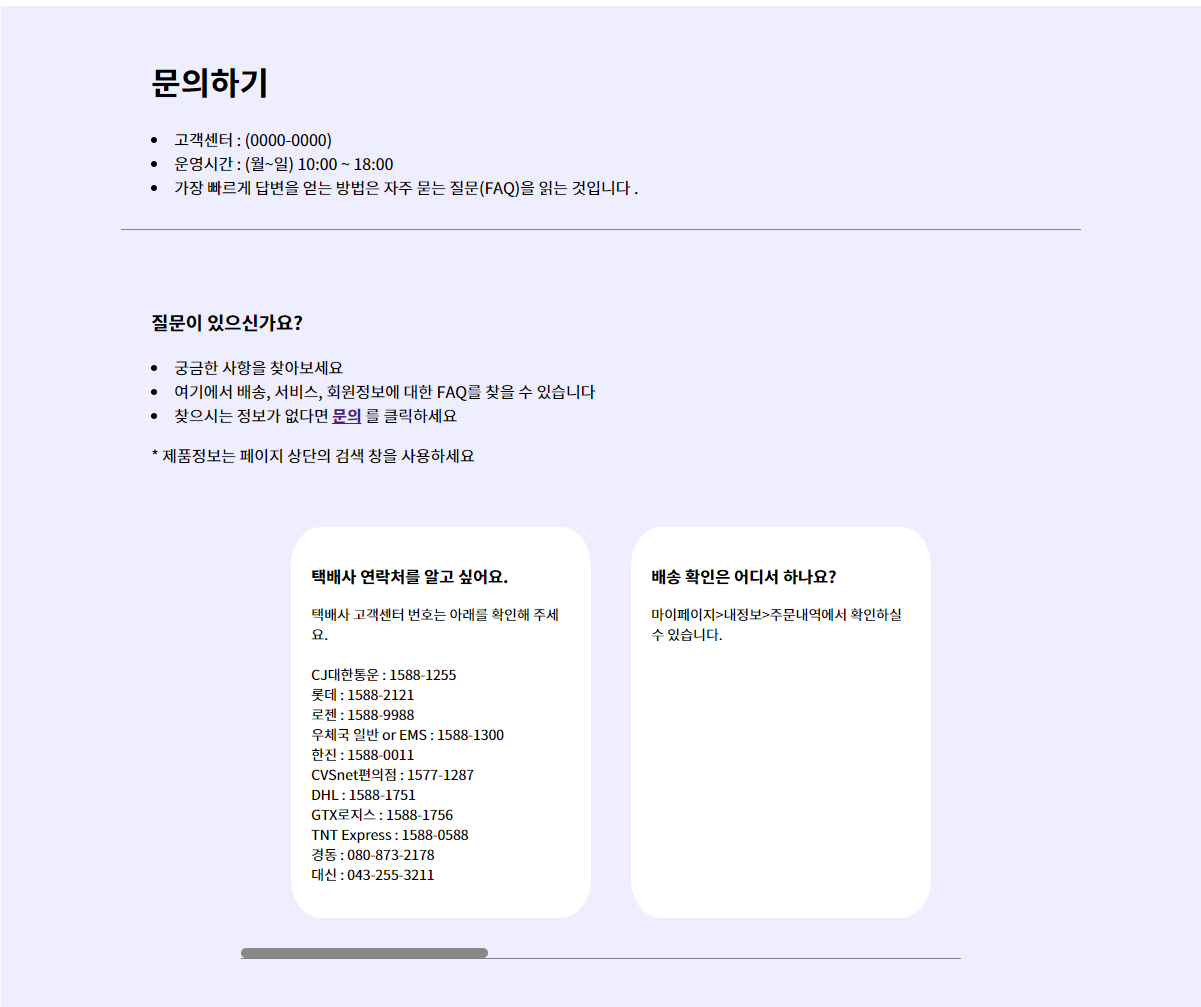 문의하기
고객센터 : (0000-0000)
운영시간 : (월~일) 10:00 ~ 18:00
가장 빠르게 답변을 얻는 방법은 자주 묻는 질문(FAQ)을 읽는 것입니다 .
질문이 있으신가요?
궁금한 사항을 찾아보세요
여기에서 배송, 서비스, 회원정보에 대한 FAQ를 찾을 수 있습니다
찾으시는 정보가 없다면 문의 를 클릭하세요
* 제품정보는 페이지 상단의 검색 창을 사용하세요
택배사 연락처를 알고 싶어요.
택배사 고객센터 번호는 아래를 확인해 주세
요.
CJ대한통운 : 1588-1255
롯데 : 1588-2121
로젠 : 1588-9988
우체국 일반 or EMS : 1588-1300
한진 : 1588-0011
CVSnet편의점 : 1577-1287
DHL : 1588-1751
GTX로지스 : 1588-1756
TNT Express : 1588-0588
경동 : 080-873-2178
대신 : 043-255-3211
배송 확인은 어디서 하나요?
마이페이지>내정보>주문내역에서 확인하실
수 있습니다.